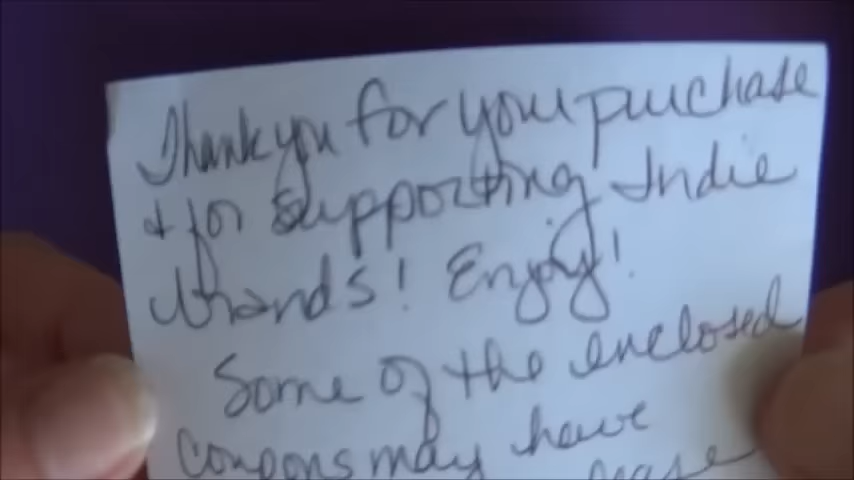 Thank you for your purchase
& for supporting Indie
brands! Enjoy!
Some of the enclosed
coupons may have